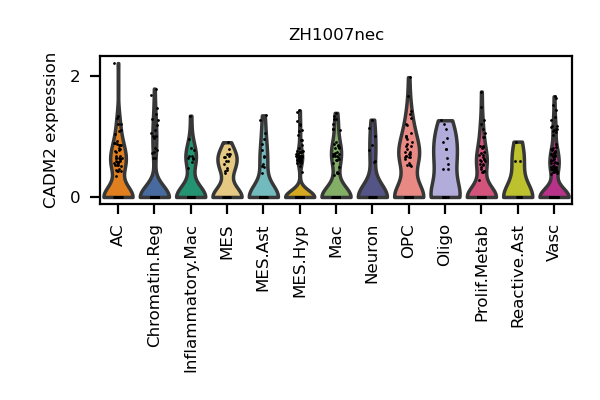 ZH1007nec
CADM2 expression
2
0
AC
Chromatin.Reg
Inflammatory.Mac
MES
MES.Ast
MES.Hyp
Mac
Neuron
OPC
Oligo
Prolif.Metab
Reactive.Ast
Vasc